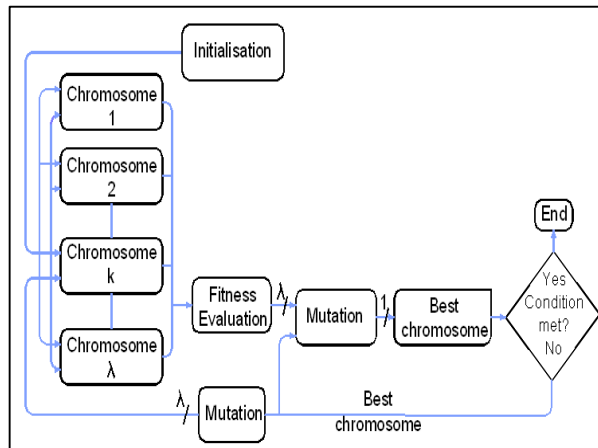 Initialisation
Chromosome
1
Chromosome
2
Chromosome
k
Chromosome
λ
Fitness
Evaluation
λ/
Mutation
1/
Best
chromosome
End
Yes
Condition
met?
No
λ/
Mutation
Best
chromosome